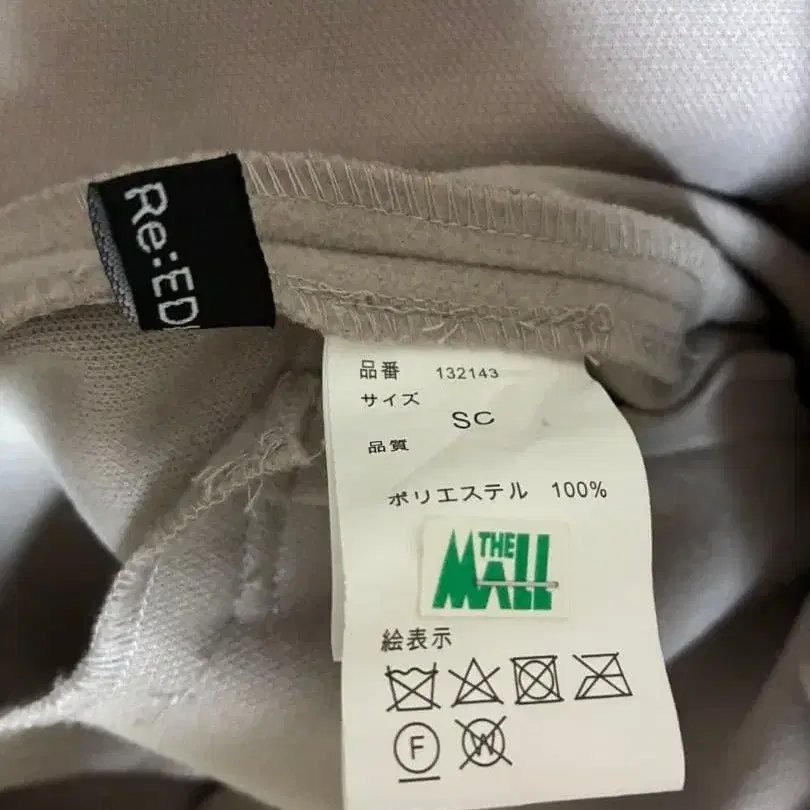 Re:EDI
品番 132143
サイズ SC
品質
ポリエステル 100%
THE
MALL
絵表示
F W